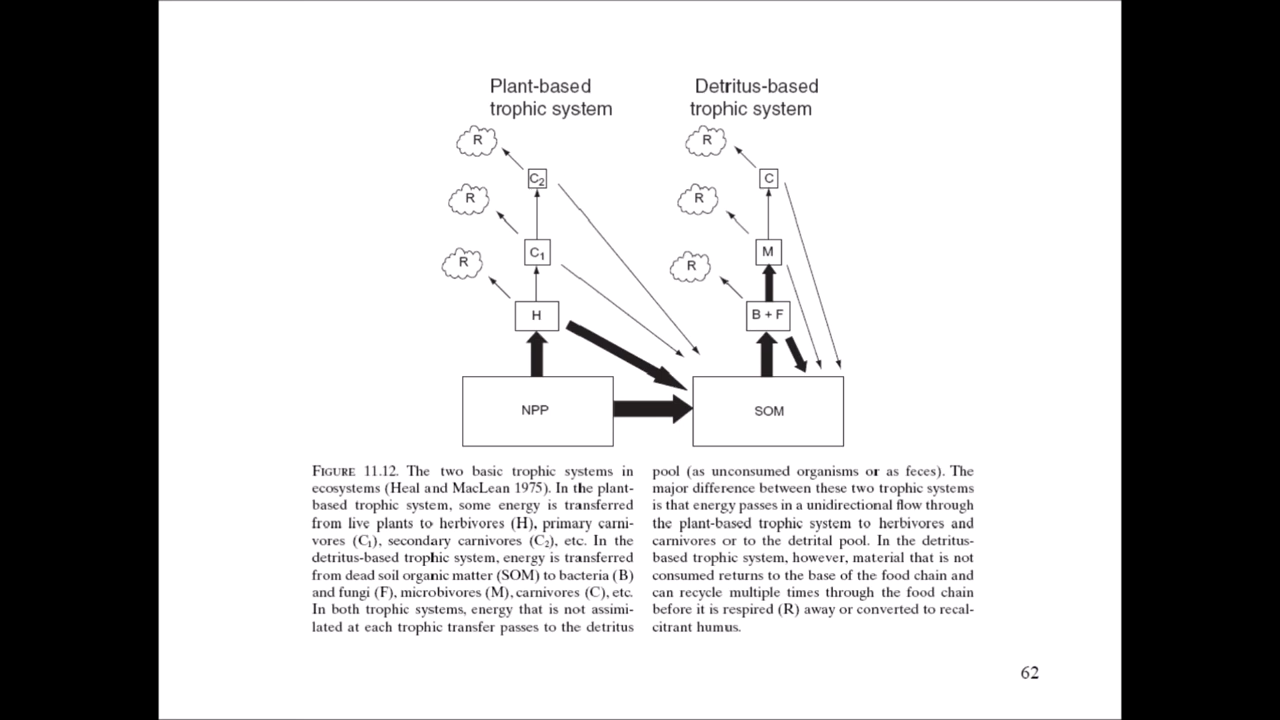 Plant-based
trophic system
Detritus-based
trophic system
R
R
C₂
C
R
R
C₁
M
R
R
H
B + F
NPP
SOM
FIGURE 11.12. The two basic trophic systems in
ecosystems (Heal and MacLean 1975). In the plant-
based trophic system, some energy is transferred
from live plants to herbivores (H), primary carni-
vores (C₁), secondary carnivores (C₂), etc. In the
detritus-based trophic system, energy is transferred
from dead soil organic matter (SOM) to bacteria (B)
and fungi (F), microbivores (M), carnivores (C), etc.
In both trophic systems, energy that is not assimi-
lated at each trophic transfer passes to the detritus
pool (as unconsumed organisms or as feces). The
major difference between these two trophic systems
is that energy passes in a unidirectional flow through
the plant-based trophic system to herbivores and
carnivores or to the detrital pool. In the detritus-
based trophic system, however, material that is not
consumed returns to the base of the food chain and
can recycle multiple times through the food chain
before it is respired (R) away or converted to recal-
citrant humus.
62